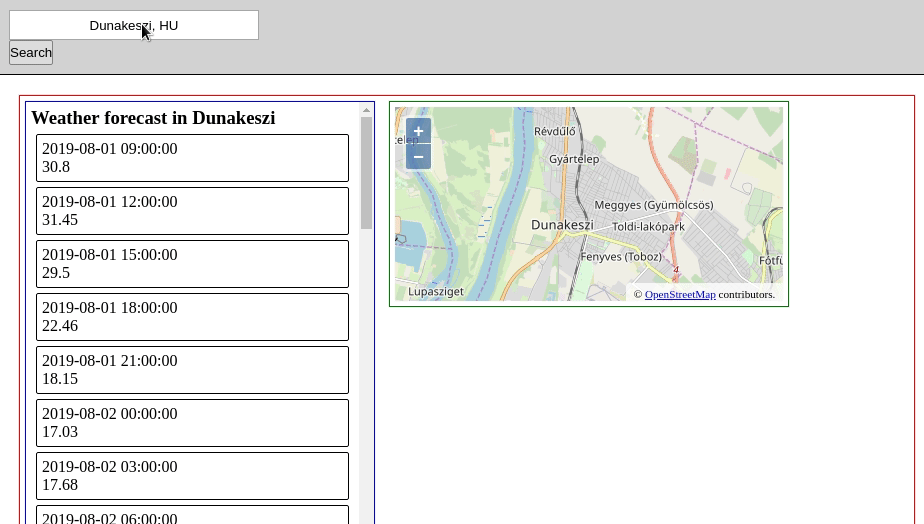 Dunakeszi, HU
Search
Weather forecast in Dunakeszi
2019-08-01 09:00:00
30.8
2019-08-01 12:00:00
31.45
2019-08-01 15:00:00
29.5
2019-08-01 18:00:00
22.46
2019-08-01 21:00:00
18.15
2019-08-02 00:00:00
17.03
2019-08-02 03:00:00
17.68
2019-08-02 06:00:00
+
−
Révdűlő
Gyártelep
Meggyes (Gyümölcsös)
Dunakeszi
Toldi-lakópark
Fenyves (Toboz)
4
Lupasziget
© OpenStreetMap contributors.